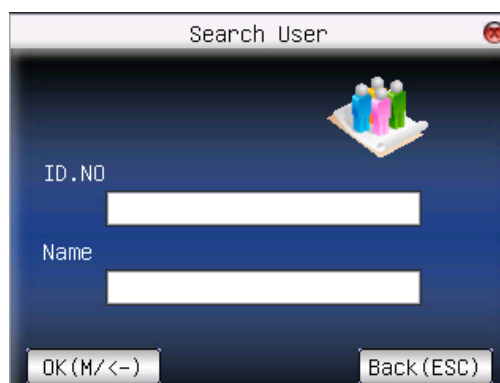 Search User
ID.NO
Name
OK(M/<-)
Back(ESC)